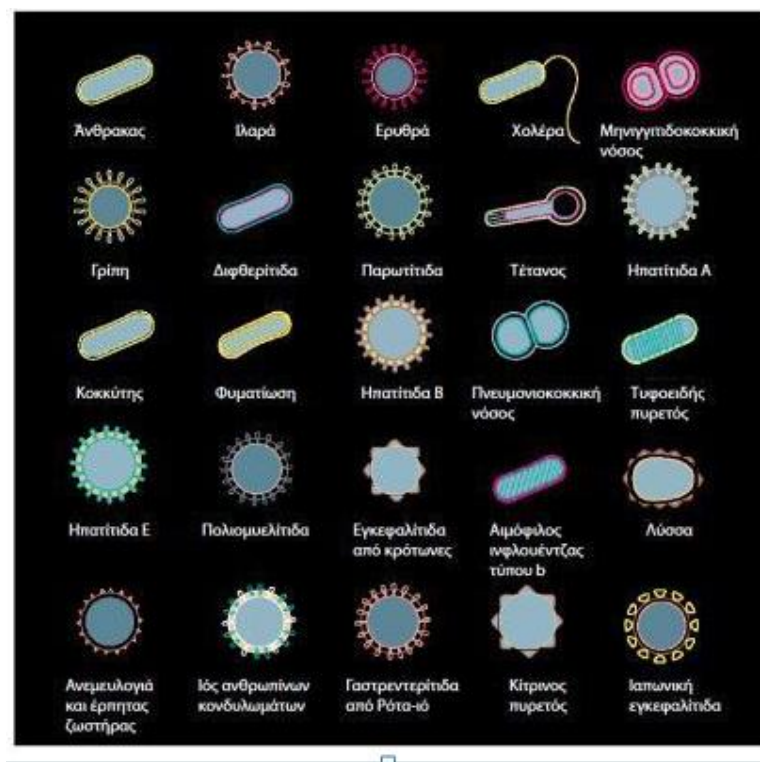 Άνθρακας
Ιλαρά
Ερυθρά
Χολέρα
Μηνιγγιτιδοκοκκική
νόσος
Γρίπη
Διφθερίτιδα
Παρωτίτιδα
Τέτανος
Ηπατίτιδα Α
Κοκκύτης
Φυματίωση
Ηπατίτιδα Β
Πνευμονιοκοκκική
νόσος
Τυφοειδής
πυρετός
Ηπατίτιδα Ε
Πολιομυελίτιδα
Εγκεφαλίτιδα
από κρότωνες
Αιμόφιλος
ινφλουέντζας
τύπου b
Λύσσα
Ανεμευλογιά
και έρπητας
ζωστήρας
Ιός ανθρωπίνων
κονδυλωμάτων
Γαστρεντερίτιδα
από Ρότα-ιό
Κίτρινος
πυρετός
Ιαπωνική
εγκεφαλίτιδα